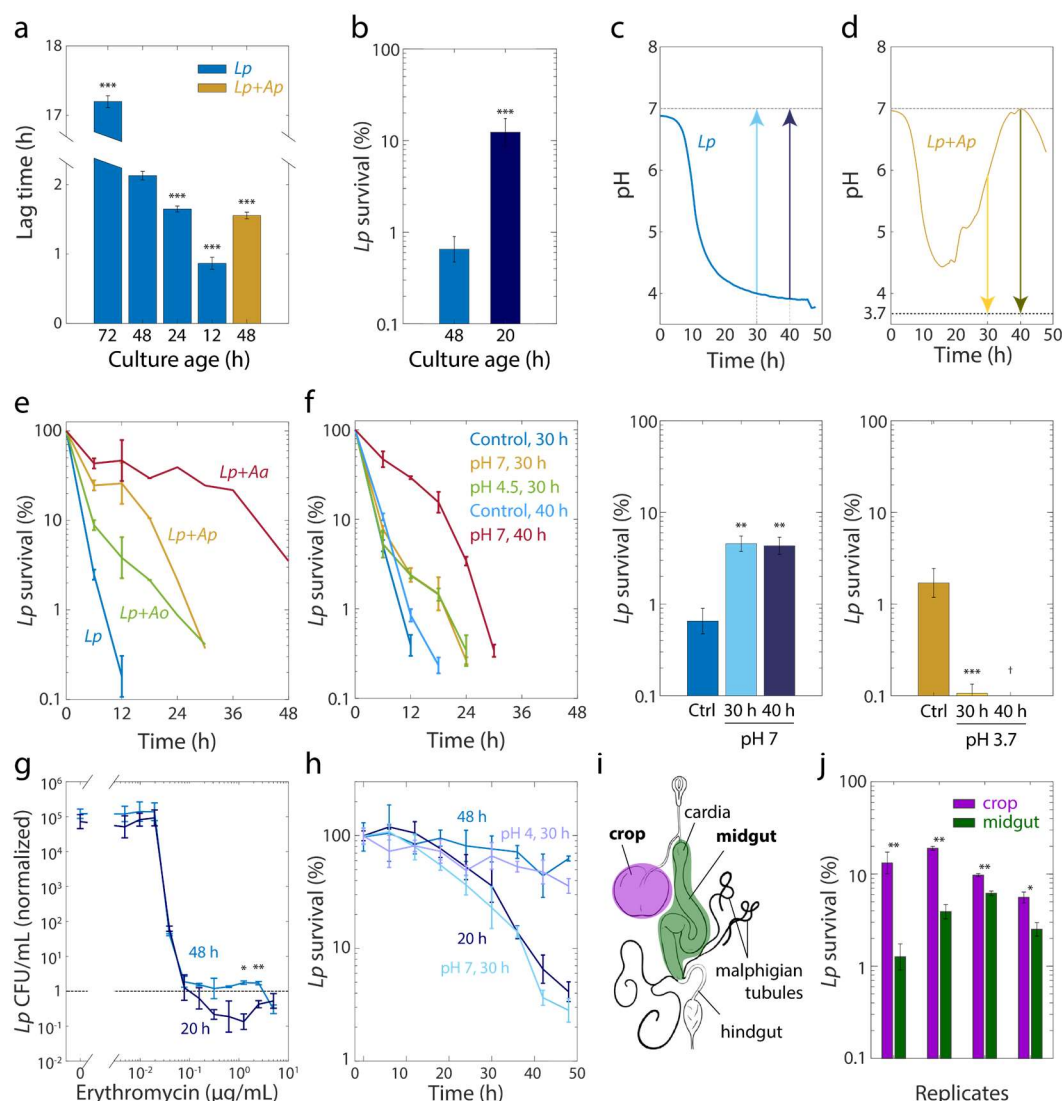 a
Lp
Lp+Ap
***
***
***
***
18
17
2
1
0
Lag time (h)
72 48 24 12 48
Culture age (h)
b
100
10
1
0.1
***
Lp survival (%)
48 20
Culture age (h)
c
8
7
6
5
4
pH
Lp
0 10 20 30 40 50
Time (h)
d
8
7
6
5
4
3.7
pH
Lp+Ap
0 10 20 30 40 50
Time (h)
e
100
10
1
0.1
Lp survival (%)
Lp+Aa
Lp+Ap
Lp+Ao
Lp
0 12 24 36 48
Time (h)
f
100
10
1
0.1
Lp survival (%)
Control, 30 h
pH 7, 30 h
pH 4.5, 30 h
Control, 40 h
pH 7, 40 h
0 12 24 36 48
Time (h)
100
10
1
0.1
Lp survival (%)
** **
Ctrl 30 h 40 h
pH 7
100
10
1
0.1
Lp survival (%)
*** †
Ctrl 30 h 40 h
pH 3.7
g
10⁶
10⁵
10⁴
10³
10²
10¹
1
10⁻¹
10⁻²
Lp CFU/mL (normalized)
48 h
* **
20 h
0 10⁻² 10⁻¹ 10⁰ 10¹
Erythromycin (µg/mL)
h
100
10
1
Lp survival (%)
48 h
pH 4, 30 h
20 h
pH 7, 30 h
0 10 20 30 40 50
Time (h)
i
cardia
crop
midgut
malphigian
tubules
hindgut
j
100
10
1
0.1
Lp survival (%)
crop
midgut
** ** ** *
Replicates